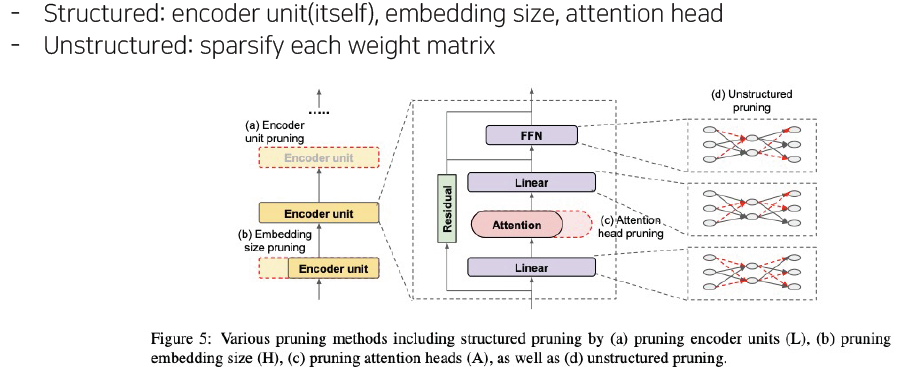 - Structured: encoder unit(itself), embedding size, attention head
- Unstructured: sparsify each weight matrix
(d) Unstructured
pruning
.....
(a) Encoder
unit pruning
Encoder unit
FFN
Linear
Residual
Encoder unit
Attention
(c) Attention
head pruning
(b) Embedding
size pruning
Encoder unit
Linear
Figure 5: Various pruning methods including structured pruning by (a) pruning encoder units (L), (b) pruning
embedding size (H), (c) pruning attention heads (A), as well as (d) unstructured pruning.